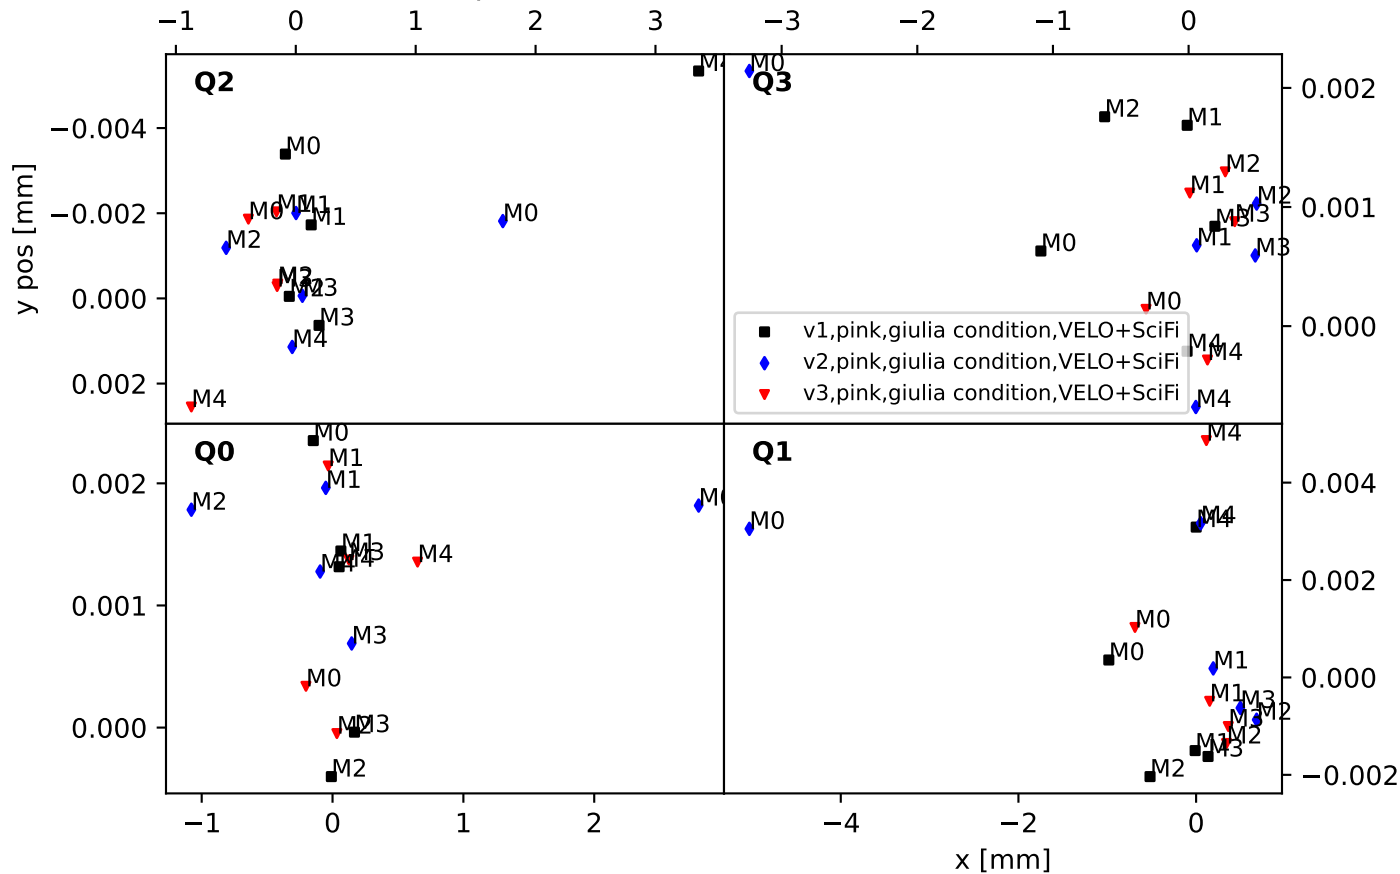 −1 0 1 2 3 −3 −2 −1 0
Q2 Q3
M4 M0
M0 M2 M1
M0 M1 M1 M1 M0
M2
M2 M3
M2 M3
M3
M4
M4
M2 M1 M2
M3 M3
M1 M3
M0
M0
M4 M4
M4
−0.004
−0.002
0.000
0.002
y pos [mm]
0.002
0.001
0.000
v1,pink,giulia condition,VELO+SciFi
v2,pink,giulia condition,VELO+SciFi
v3,pink,giulia condition,VELO+SciFi
Q0 Q1
M0
M1
M1
M2
M1 M3
M4 M4 M4
M3
M0
M2 M3
M2
M4
M4 M4
M0
M0
M0
M1
M1 M3 M2
M3
M2
M1 M3
M2
0.002
0.001
0.000
0.004
0.002
0.000
−0.002
−1 0 1 2 −4 −2 0
x [mm]